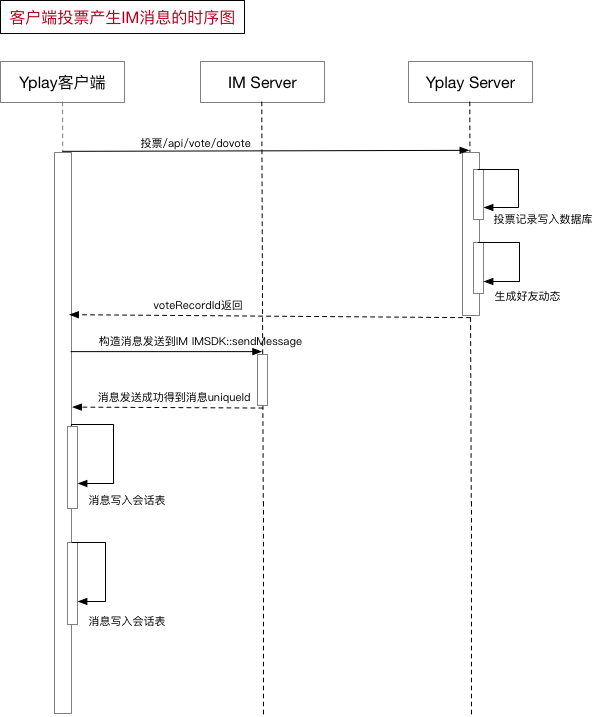 客户端投票产生IM消息的时序图
Yplay客户端
IM Server
Yplay Server
投票/api/vote/dovote
投票记录写入数据库
生成好友动态
voteRecordId返回
构造消息发送到IM IMSDK::sendMessage
消息发送成功得到消息uniqueId
消息写入会话表
消息写入会话表